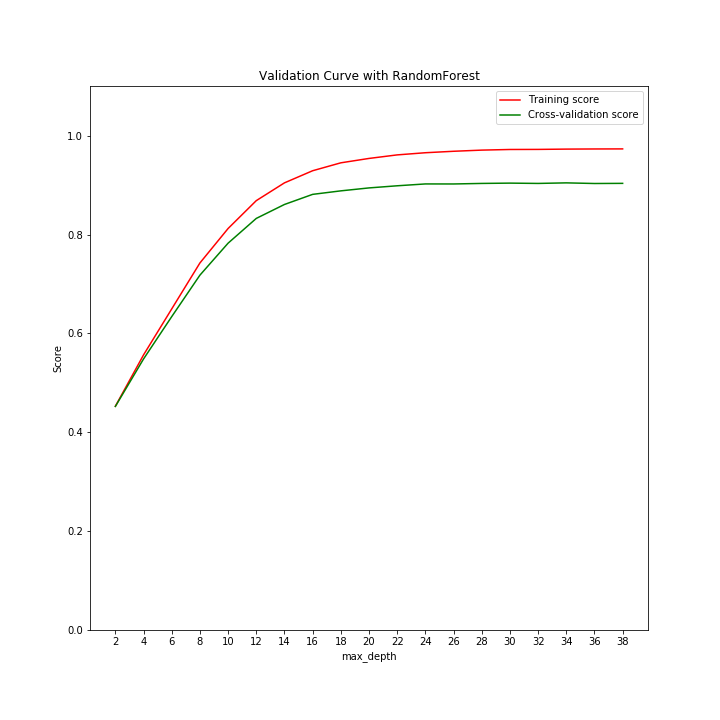 Validation Curve with RandomForest
Training score
Cross-validation score
1.0
0.8
0.6
0.4
0.2
0.0
Score
2 4 6 8 10 12 14 16 18 20 22 24 26 28 30 32 34 36 38
max_depth